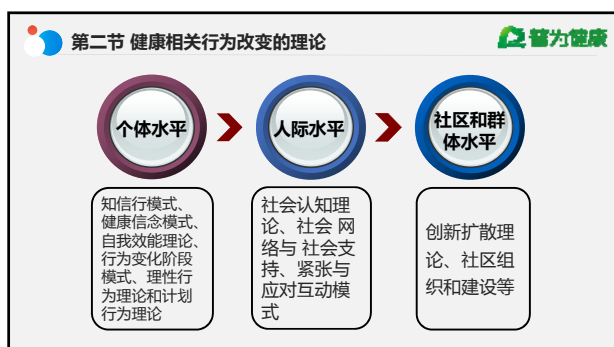 第二节 健康相关行为改变的理论
普为健康
个体水平
人际水平
社区和群
体水平
知信行模式、
健康信念模式、
自我效能理论、
行为变化阶段
模式、理性行
为理论和计划
行为理论
社会认知理
论、社会 网
络与 社会支
持、紧张与
应对互动模
式
创新扩散理
论、社区组
织和建设等